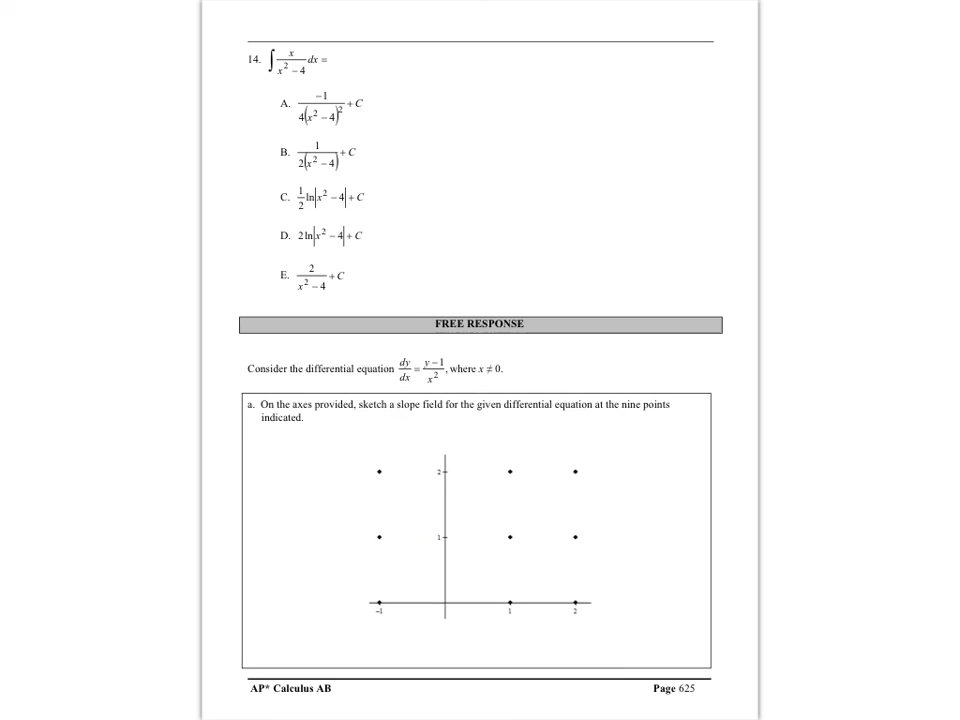 14. ∫ x/(x² − 4) dx =
A. −1/(4(x² − 4)²) + C
B. 1/(2(x² − 4)) + C
C. 1/2 ln|x² − 4| + C
D. 2 ln|x² − 4| + C
E. 2/(x² − 4) + C
FREE RESPONSE
Consider the differential equation dy/dx = (y − 1)/x², where x ≠ 0.
a. On the axes provided, sketch a slope field for the given differential equation at the nine points
indicated.
2
1
−1 1 2
AP* Calculus AB Page 625